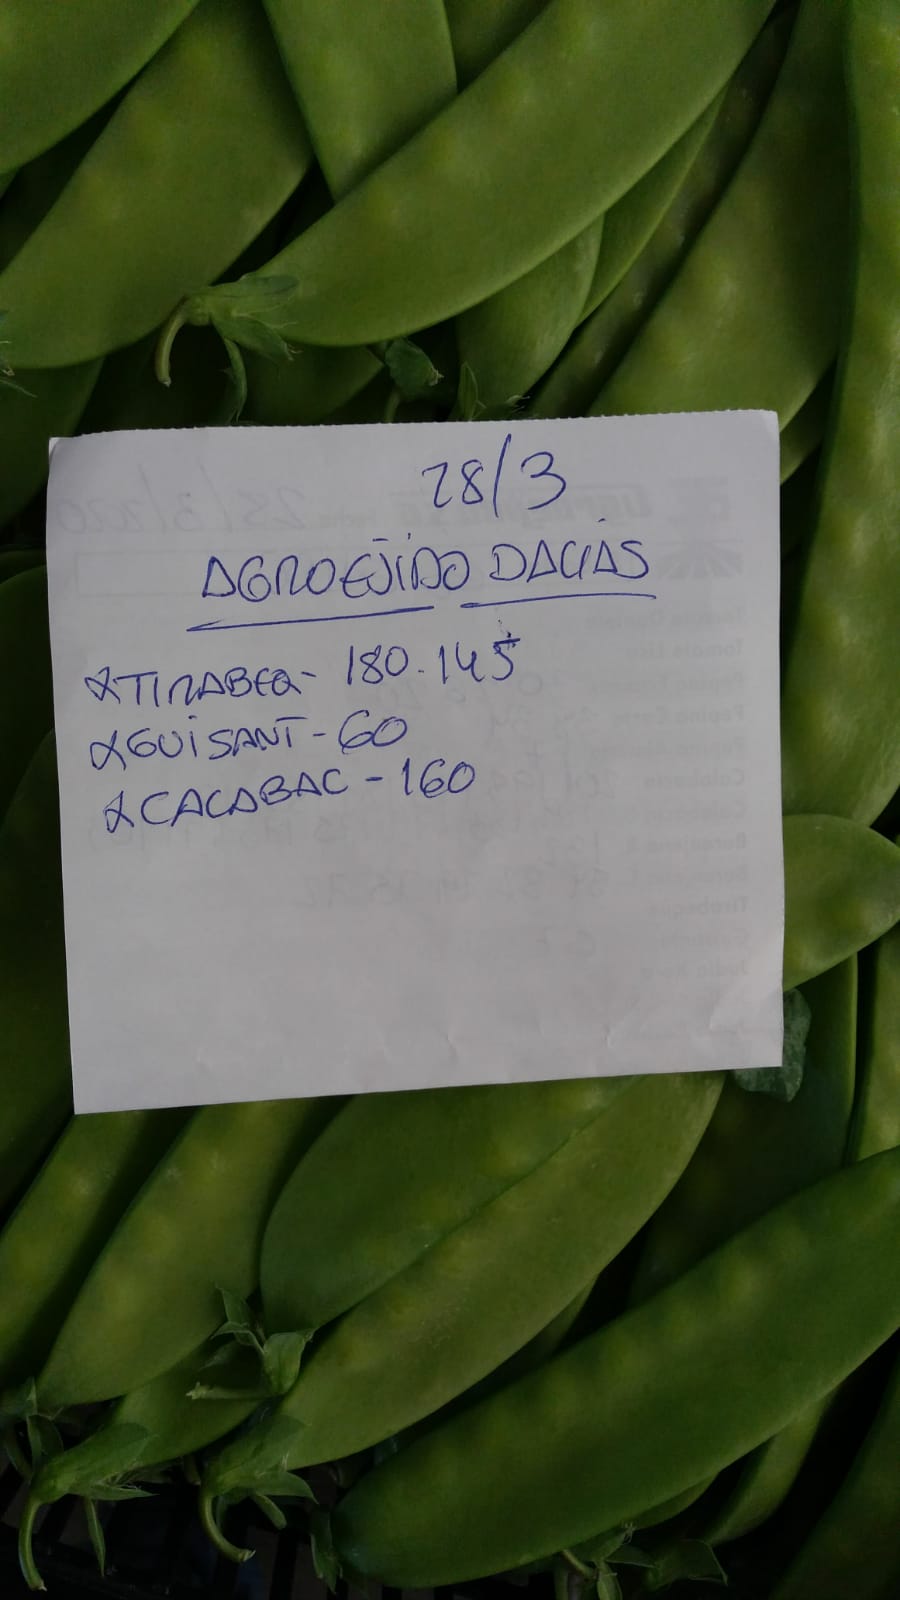 28/3
AGROEJIDO DALIAS
*TIRABEQ- 180.145
*GUISANT-60
*CALABAC-160